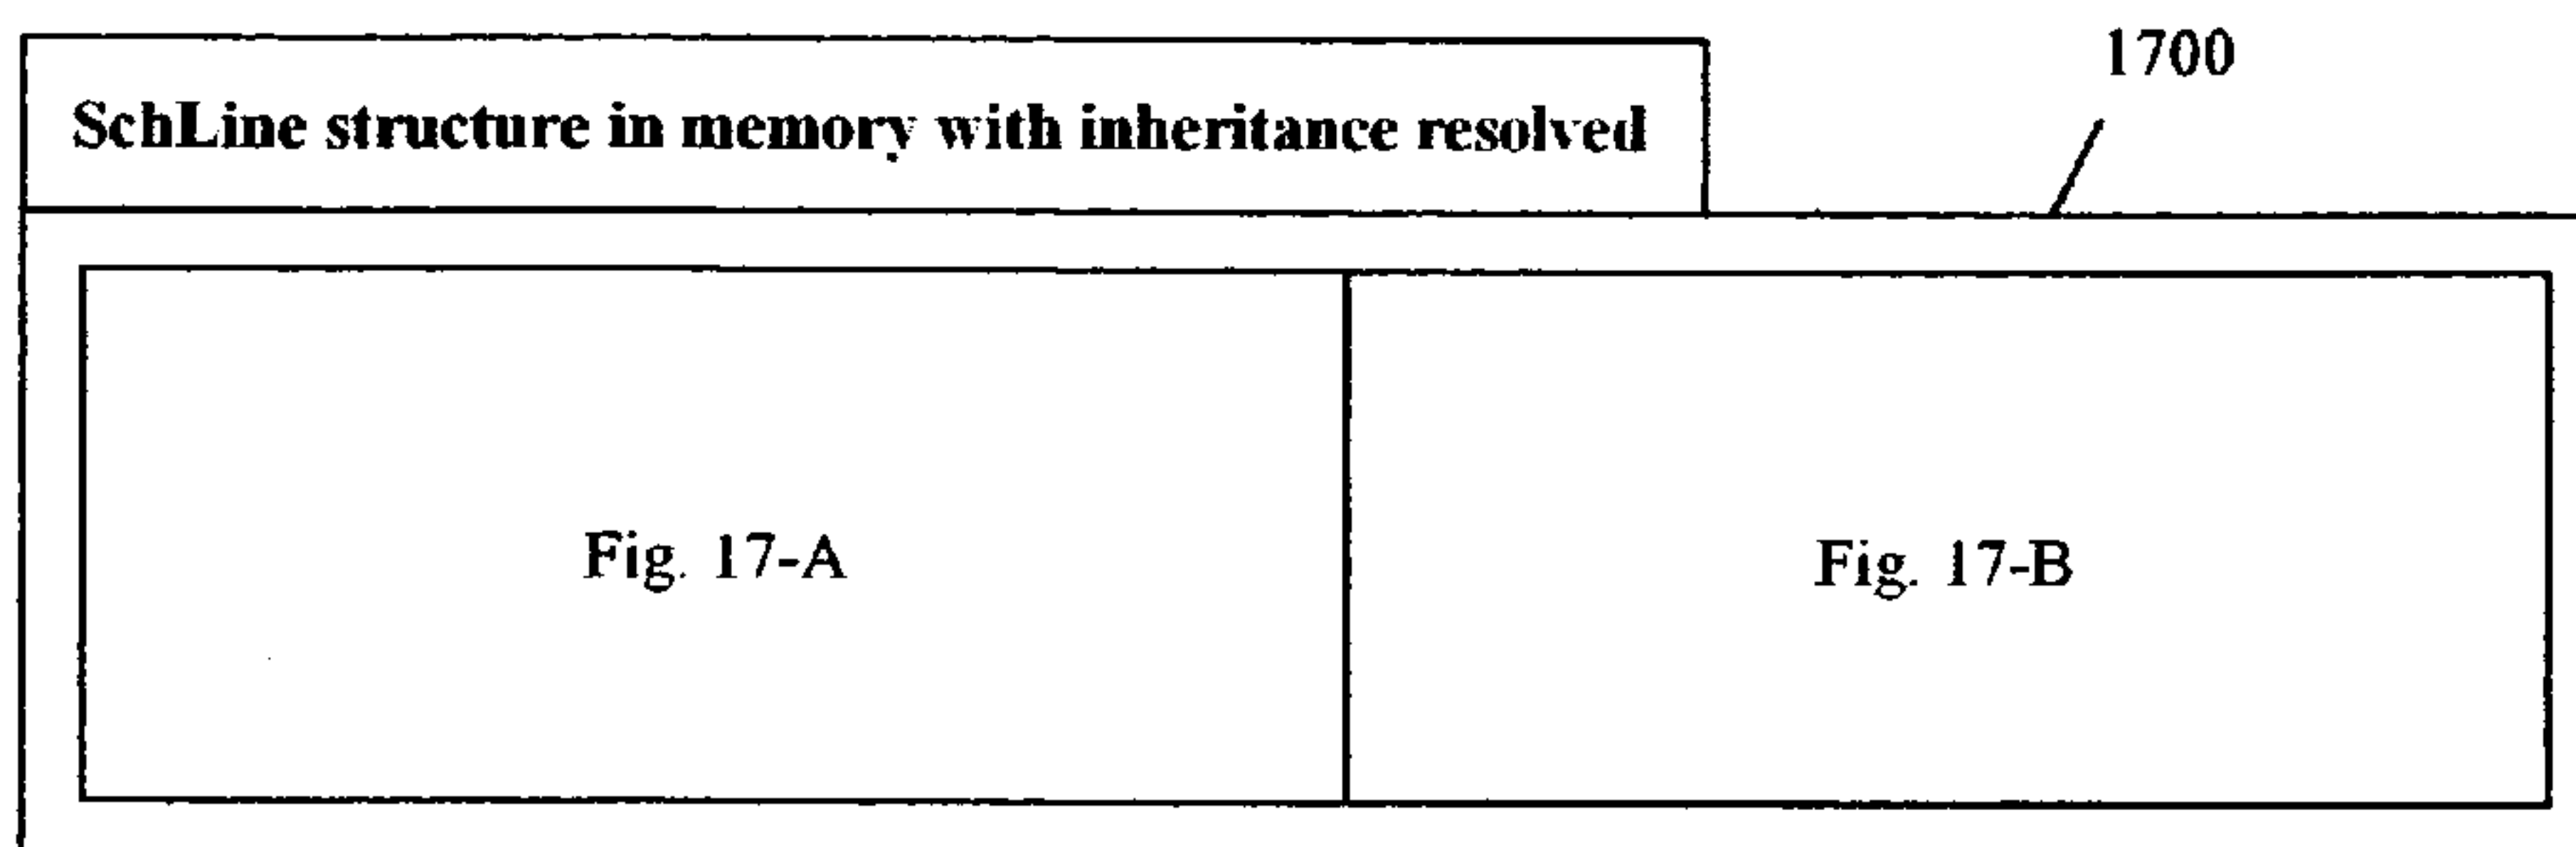 1700
SchLine structure in memory with inheritance resolved
Fig. 17-A
Fig. 17-B